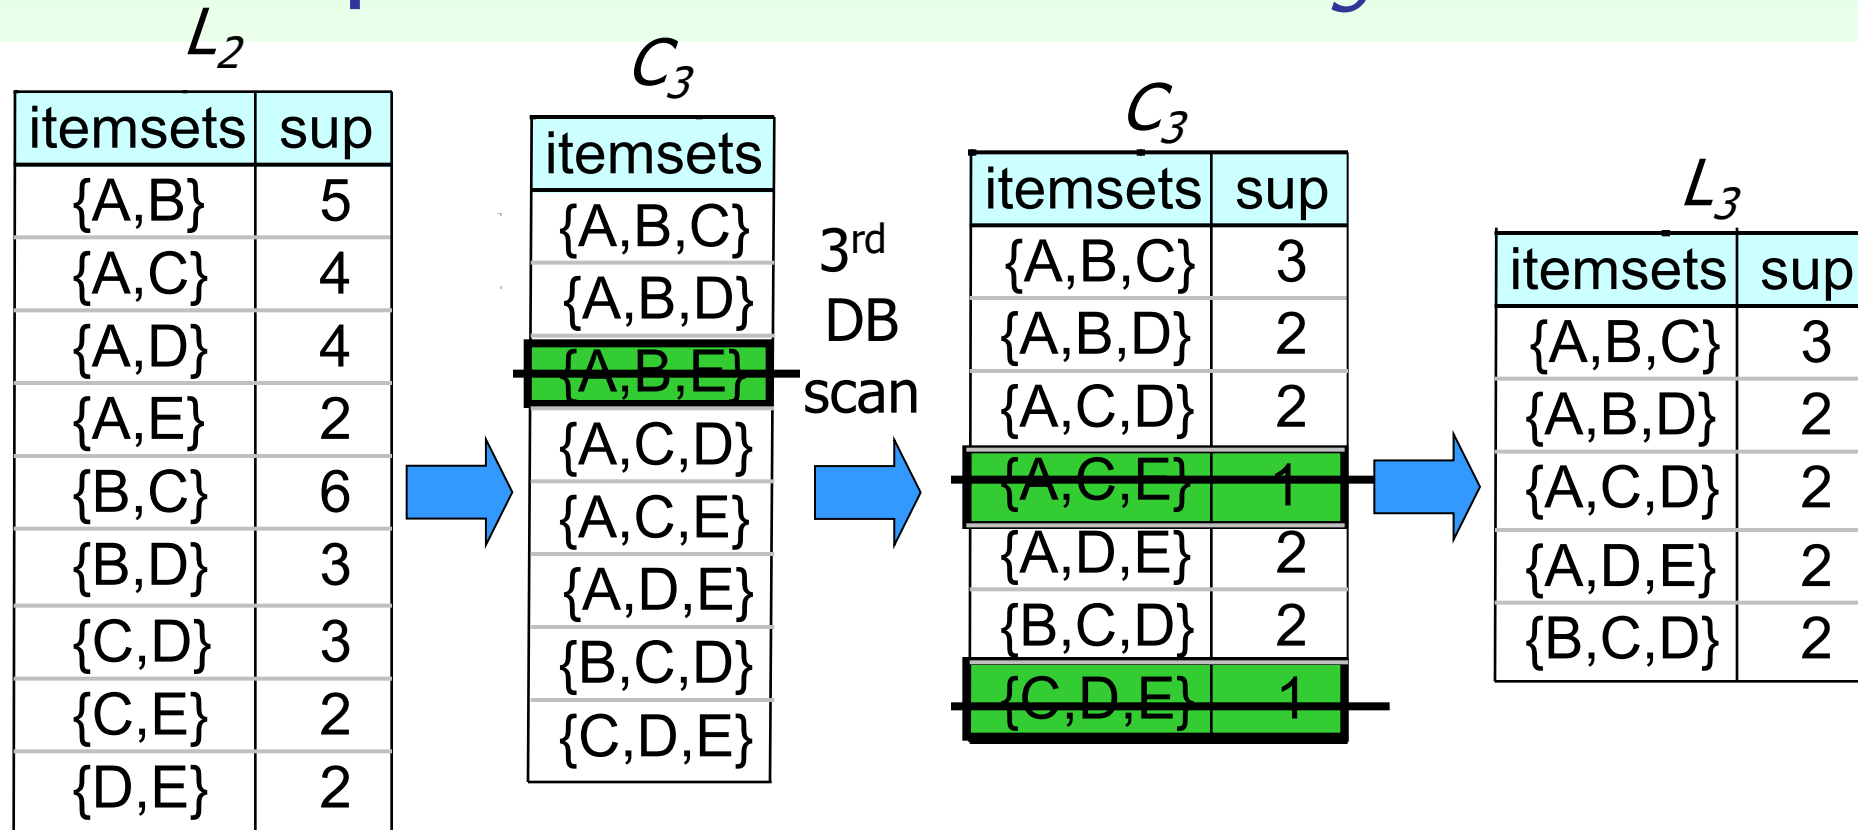 L2
itemsets sup
{A,B} 5
{A,C} 4
{A,D} 4
{A,E} 2
{B,C} 6
{B,D} 3
{C,D} 3
{C,E} 2
{D,E} 2
C3
itemsets
{A,B,C}
{A,B,D}
{A,B,E}
{A,C,D}
{A,C,E}
{A,D,E}
{B,C,D}
{C,D,E}
3rd
DB
scan
C3
itemsets sup
{A,B,C} 3
{A,B,D} 2
{A,C,D} 2
{A,C,E} 1
{A,D,E} 2
{B,C,D} 2
{C,D,E} 1
L3
itemsets sup
{A,B,C} 3
{A,B,D} 2
{A,C,D} 2
{A,D,E} 2
{B,C,D} 2